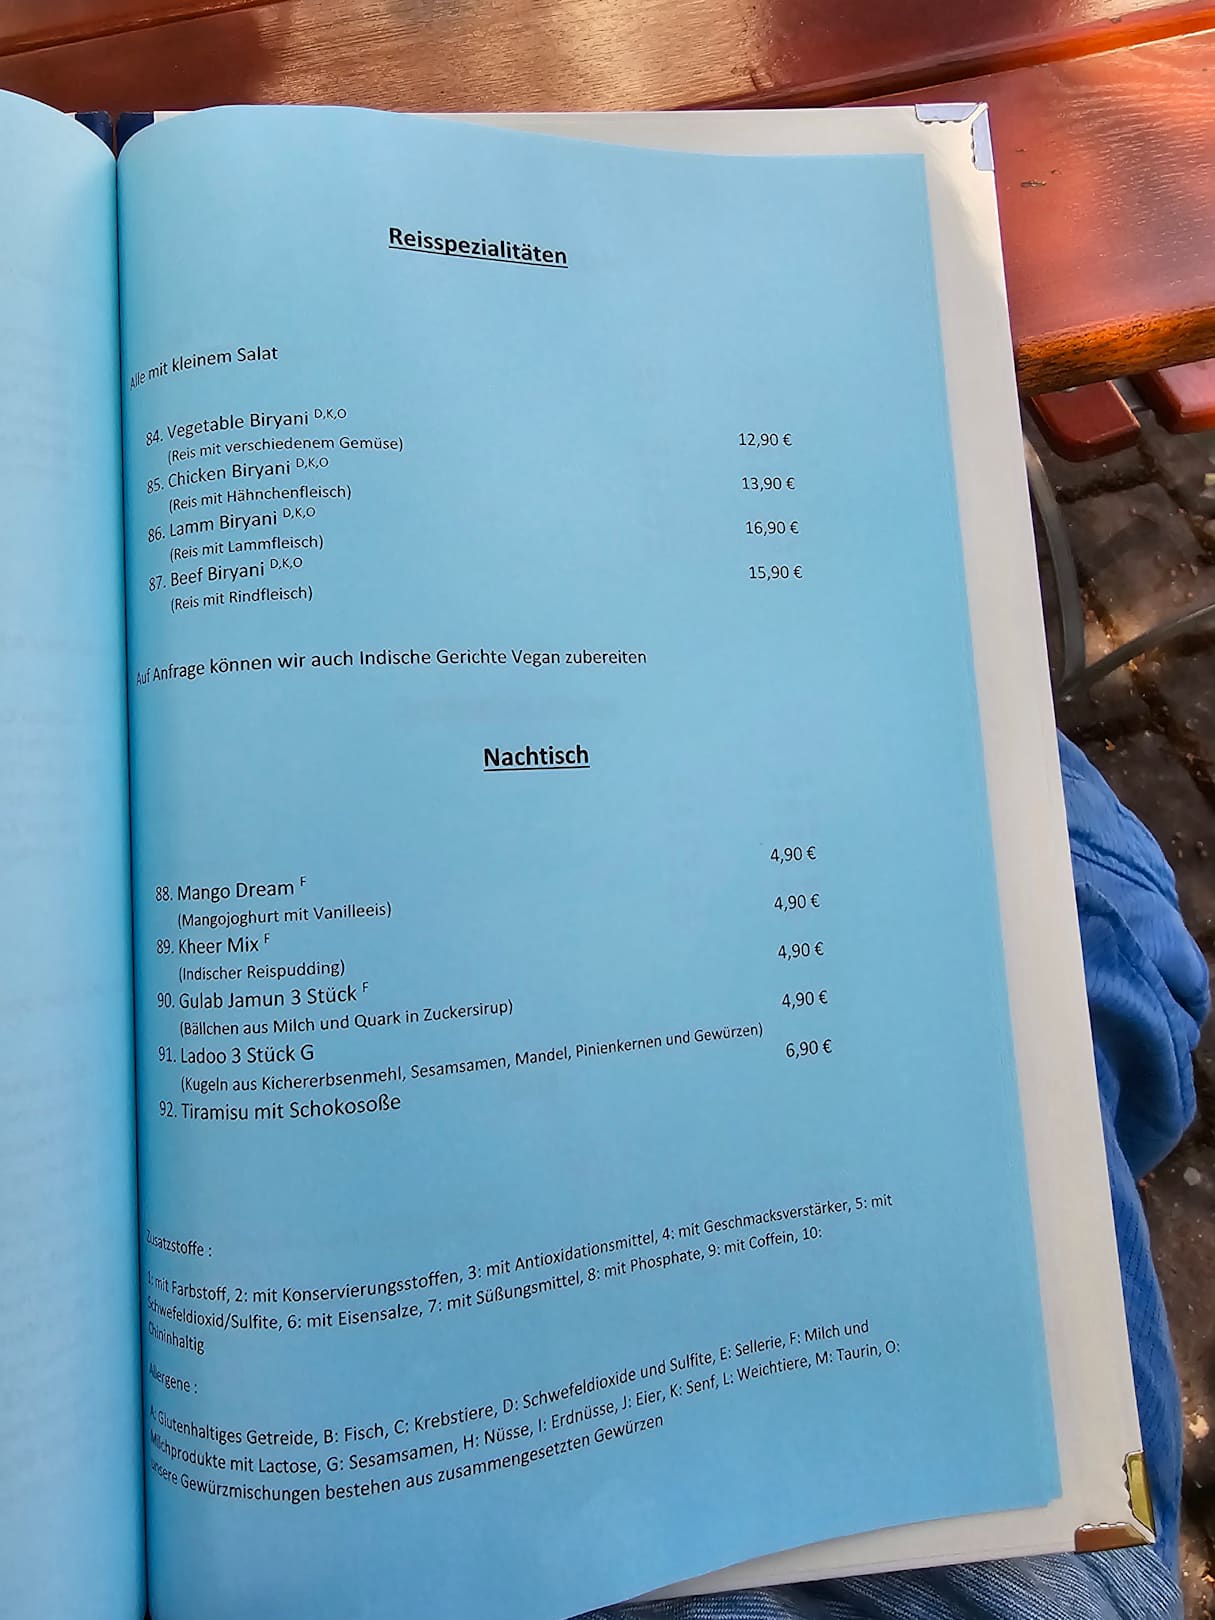 Reisspezialitäten
Alle mit kleinem Salat
84. Vegetable Biryani D,K,O
(Reis mit verschiedenem Gemüse) 12,90 €
85. Chicken Biryani D,K,O
(Reis mit Hähnchenfleisch) 13,90 €
86. Lamm Biryani D,K,O
(Reis mit Lammfleisch) 16,90 €
87. Beef Biryani D,K,O
(Reis mit Rindfleisch) 15,90 €
Auf Anfrage können wir auch Indische Gerichte Vegan zubereiten
Nachtisch
88. Mango Dream F 4,90 €
(Mangojoghurt mit Vanilleeis)
89. Kheer Mix F 4,90 €
(Indischer Reispudding)
90. Gulab Jamun 3 Stück F 4,90 €
(Bällchen aus Milch und Quark in Zuckersirup)
91. Ladoo 3 Stück G 4,90 €
(Kugeln aus Kichererbsenmehl, Sesamsamen, Mandel, Pinienkernen und Gewürzen)
92. Tiramisu mit Schokosoße 6,90 €
Zusatzstoffe :
1: mit Farbstoff, 2: mit Konservierungsstoffen, 3: mit Antioxidationsmittel, 4: mit Geschmacksverstärker, 5: mit
Schwefeldioxid/Sulfite, 6: mit Eisensalze, 7: mit Süßungsmittel, 8: mit Phosphate, 9: mit Coffein, 10:
Chininhaltig
Allergene :
A: Glutenhaltiges Getreide, B: Fisch, C: Krebstiere, D: Schwefeldioxide und Sulfite, E: Sellerie, F: Milch und
Milchprodukte mit Lactose, G: Sesamsamen, H: Nüsse, I: Erdnüsse, J: Eier, K: Senf, L: Weichtiere, M: Taurin, O:
unsere Gewürzmischungen bestehen aus zusammengesetzten Gewürzen